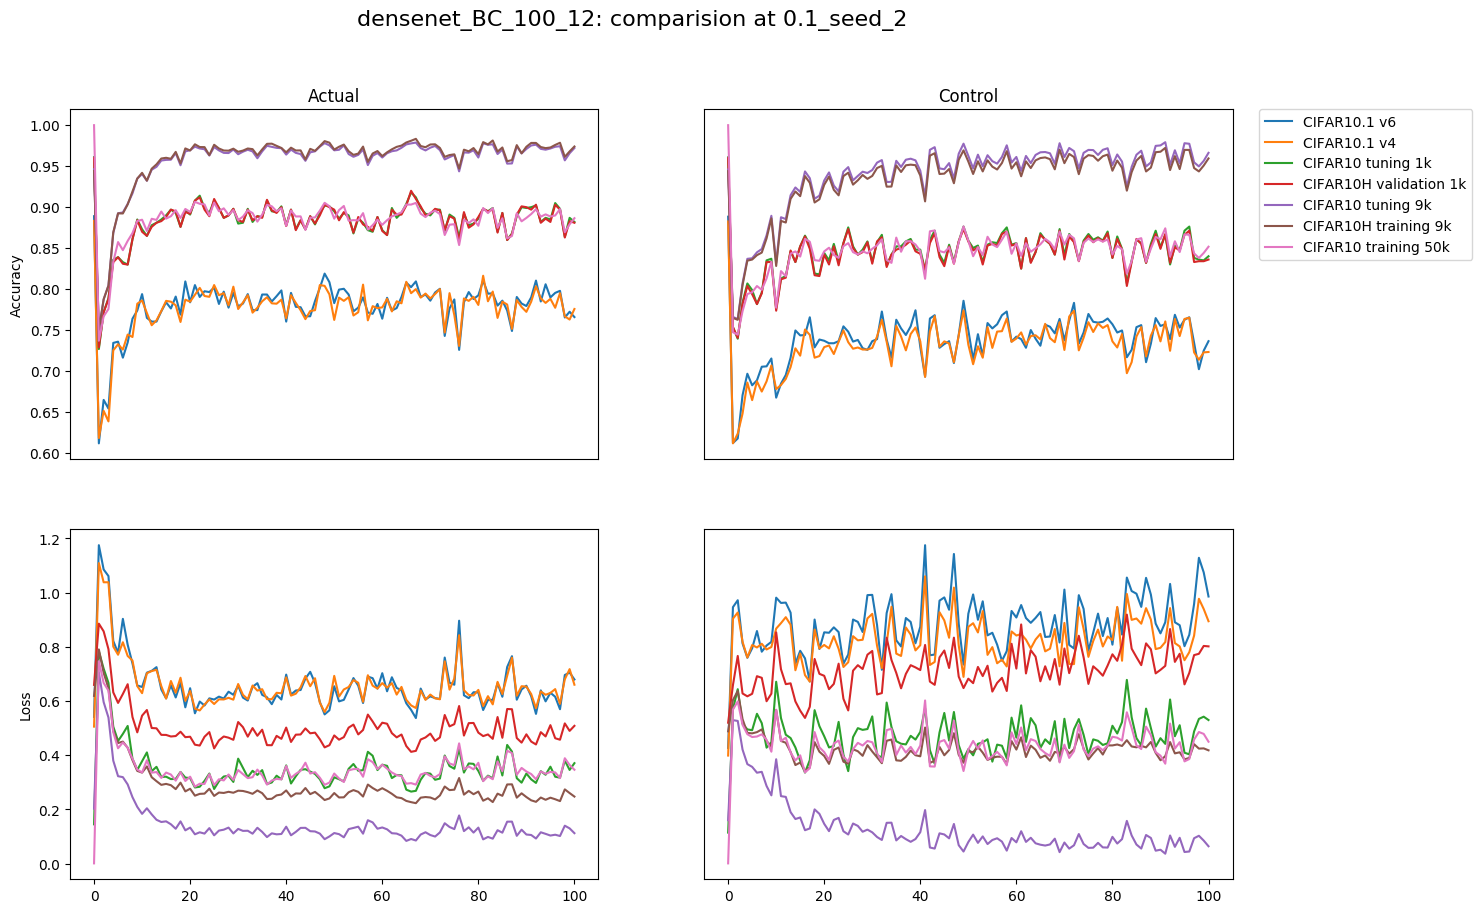 densenet_BC_100_12: comparision at 0.1_seed_2
Actual
Control
Accuracy
1.00
0.95
0.90
0.85
0.80
0.75
0.70
0.65
0.60
CIFAR10.1 v6
CIFAR10.1 v4
CIFAR10 tuning 1k
CIFAR10H validation 1k
CIFAR10 tuning 9k
CIFAR10H training 9k
CIFAR10 training 50k
Loss
1.2
1.0
0.8
0.6
0.4
0.2
0.0
0 20 40 60 80 100
0 20 40 60 80 100